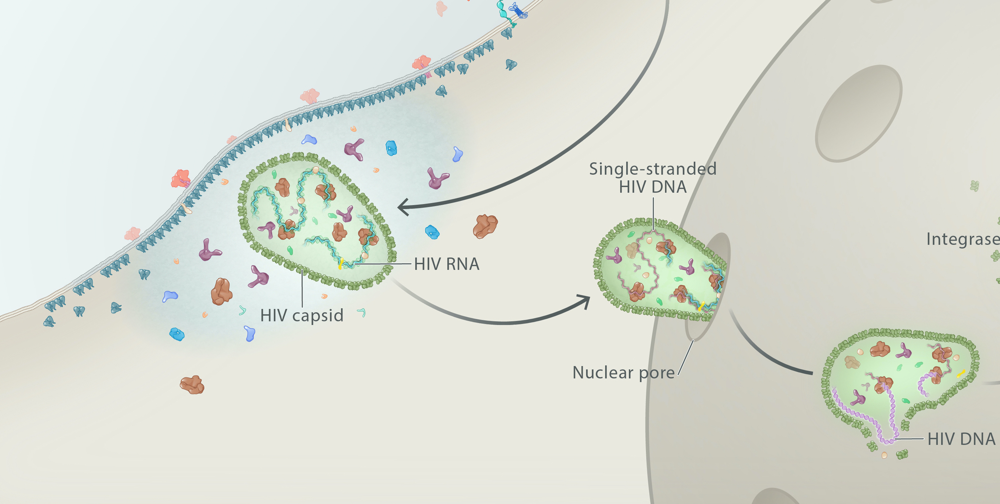 Single-stranded
HIV DNA
Integrase
HIV RNA
HIV capsid
Nuclear pore
HIV DNA